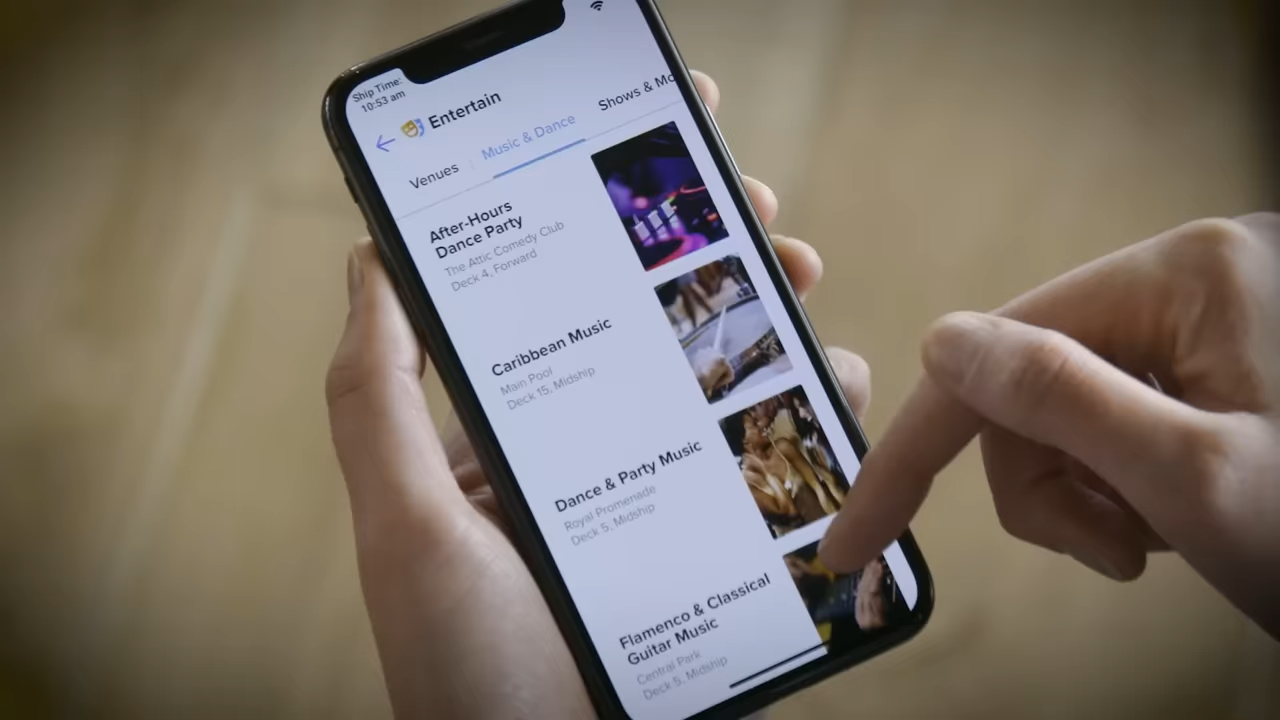 Ship Time:
10:53 am
Entertain
Venues
Music & Dance
Shows & Mo
After-Hours
Dance Party
The Attic Comedy Club
Deck 4, Forward
Caribbean Music
Main Pool
Deck 15, Midship
Dance & Party Music
Royal Promenade
Deck 5, Midship
Flamenco & Classical
Guitar Music
Central Park
Deck 5, Midship